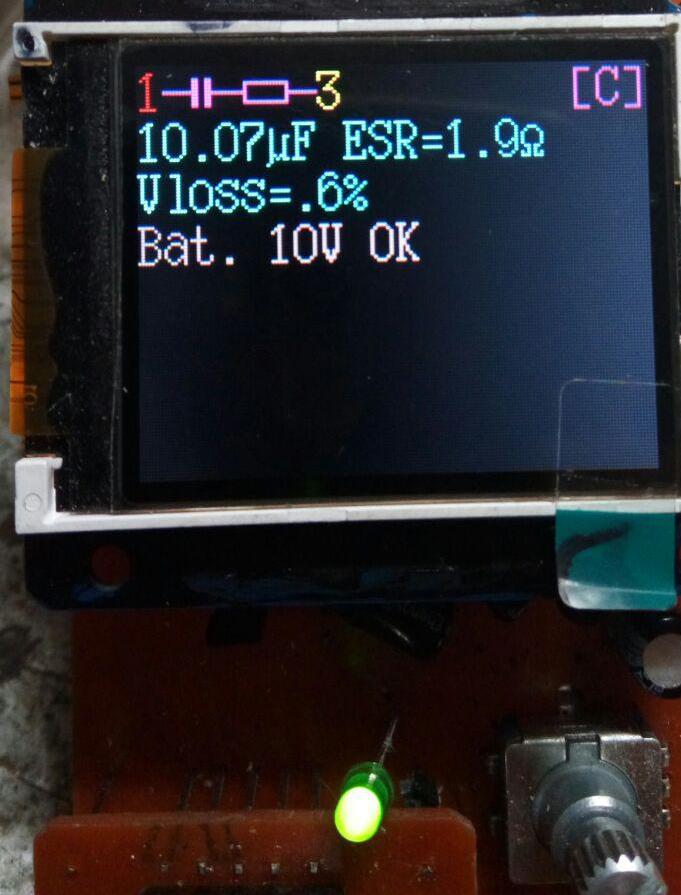 1 3 [C]
10.07µF ESR=1.9Ω
Vloss=.6%
Bat. 10V OK